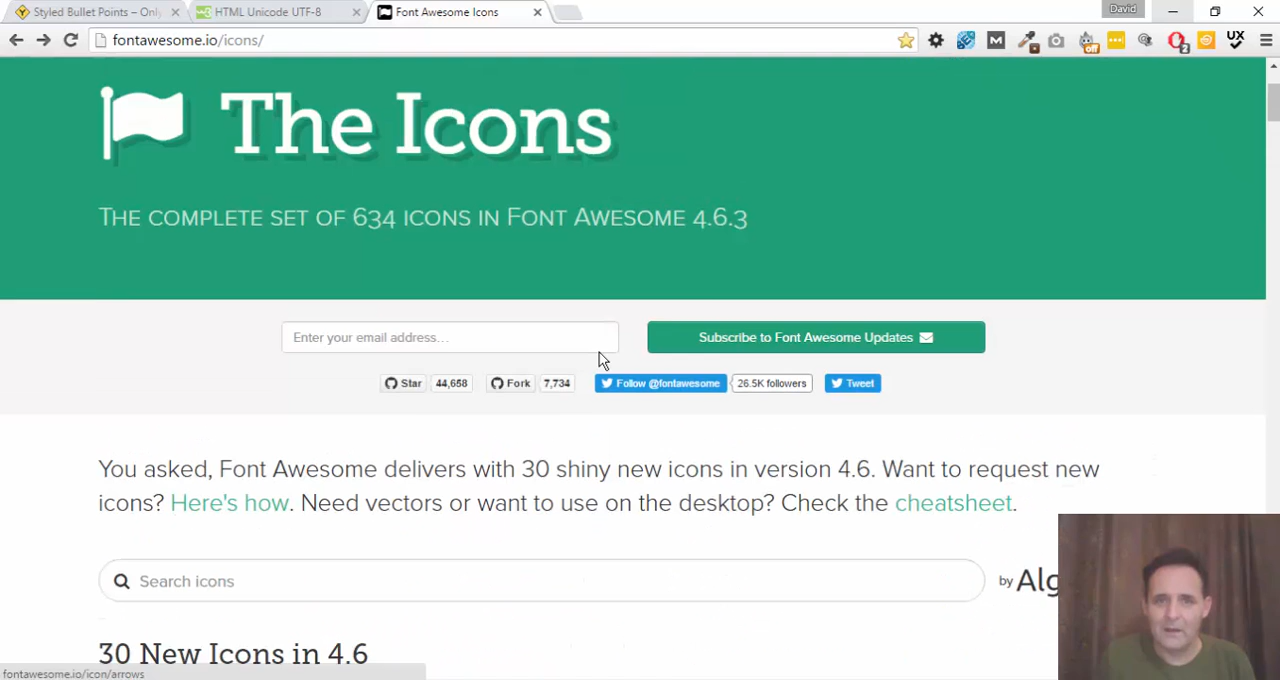 Styled Bullet Points – Only
HTML Unicode UTF-8
Font Awesome Icons
David
fontawesome.io/icons/
M
off
2
UX
The Icons
THE COMPLETE SET OF 634 ICONS IN FONT AWESOME 4.6.3
Enter your email address...
Subscribe to Font Awesome Updates
Star 44,658 Fork 7,734 Follow @fontawesome 26.5K followers Tweet
You asked, Font Awesome delivers with 30 shiny new icons in version 4.6. Want to request new
icons? Here's how. Need vectors or want to use on the desktop? Check the cheatsheet.
Search icons
by Alg
30 New Icons in 4.6
fontawesome.io/icon/arrows